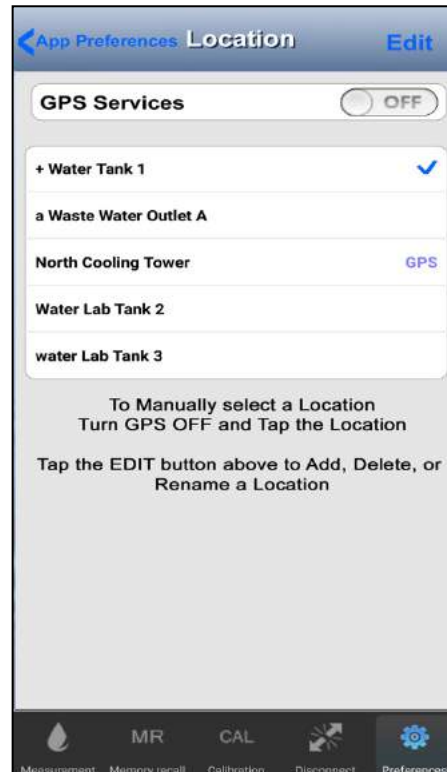 App Preferences Location Edit
GPS Services OFF
+ Water Tank 1
a Waste Water Outlet A
North Cooling Tower GPS
Water Lab Tank 2
water Lab Tank 3
To Manually select a Location
Turn GPS OFF and Tap the Location
Tap the EDIT button above to Add, Delete, or
Rename a Location
MR CAL
Measurement Memory recall Calibration Disconnect Preferences